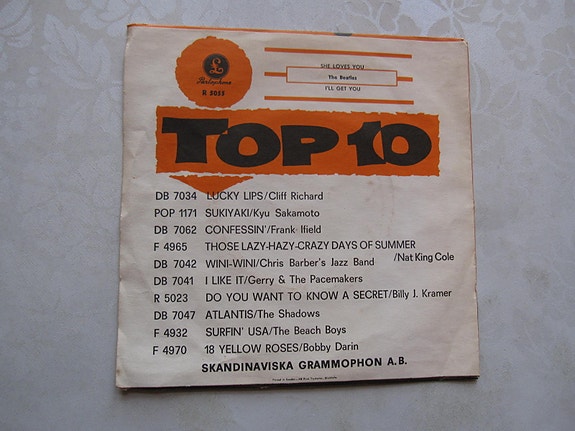 SHE LOVES YOU
The Beatles
I'LL GET YOU
£
Parlophone
R 5055
TOP 10
DB 7034 LUCKY LIPS/Cliff Richard
POP 1171 SUKIYAKI/Kyu Sakamoto
DB 7062 CONFESSIN'/Frank Ifield
F 4965 THOSE LAZY-HAZY-CRAZY DAYS OF SUMMER
/Nat King Cole
DB 7042 WINI-WINI/Chris Barber's Jazz Band
DB 7041 I LIKE IT/Gerry & The Pacemakers
R 5023 DO YOU WANT TO KNOW A SECRET/Billy J. Kramer
DB 7047 ATLANTIS/The Shadows
F 4932 SURFIN' USA/The Beach Boys
F 4970 18 YELLOW ROSES/Bobby Darin
SKANDINAVISKA GRAMMOPHON A.B.